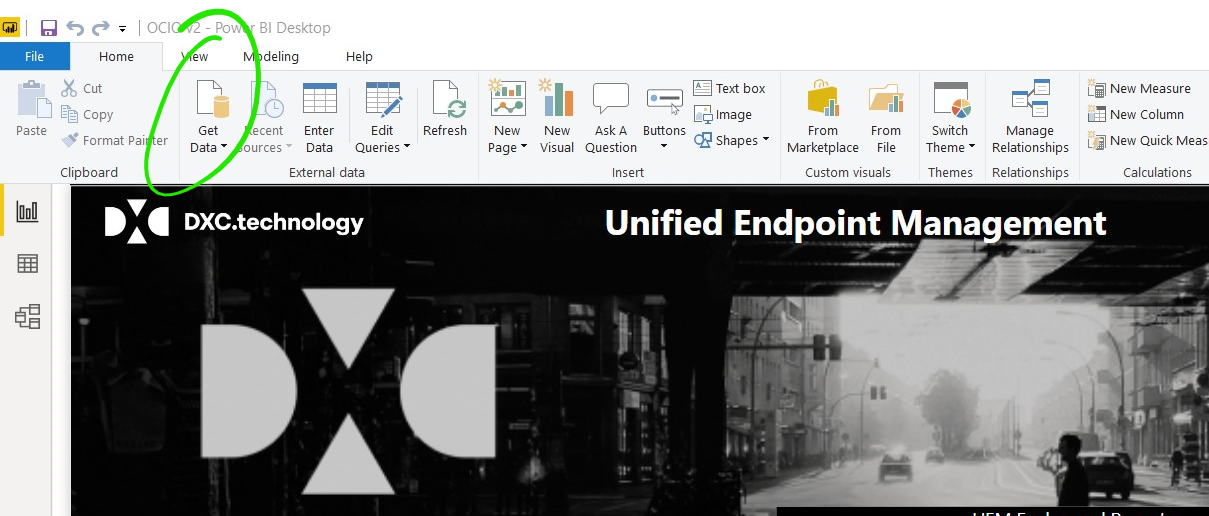 OCIO v2 - Power BI Desktop
File Home View Modeling Help
Paste
Cut
Copy
Format Painter
Clipboard
Get Data
Recent Sources
Enter Data
Edit Queries
Refresh
External data
New Page
New Visual
Ask A Question
Buttons
Text box
Image
Shapes
Insert
From Marketplace
From File
Custom visuals
Switch Theme
Themes
Manage Relationships
Relationships
New Measure
New Column
New Quick Meas
Calculations
DXC.technology
Unified Endpoint Management